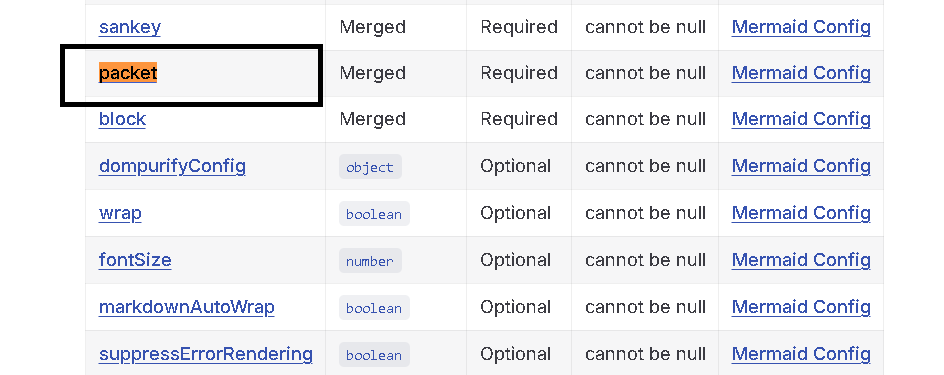 sankey Merged Required cannot be null Mermaid Config
packet Merged Required cannot be null Mermaid Config
block Merged Required cannot be null Mermaid Config
dompurifyConfig object Optional cannot be null Mermaid Config
wrap boolean Optional cannot be null Mermaid Config
fontSize number Optional cannot be null Mermaid Config
markdownAutoWrap boolean Optional cannot be null Mermaid Config
suppressErrorRendering boolean Optional cannot be null Mermaid Config